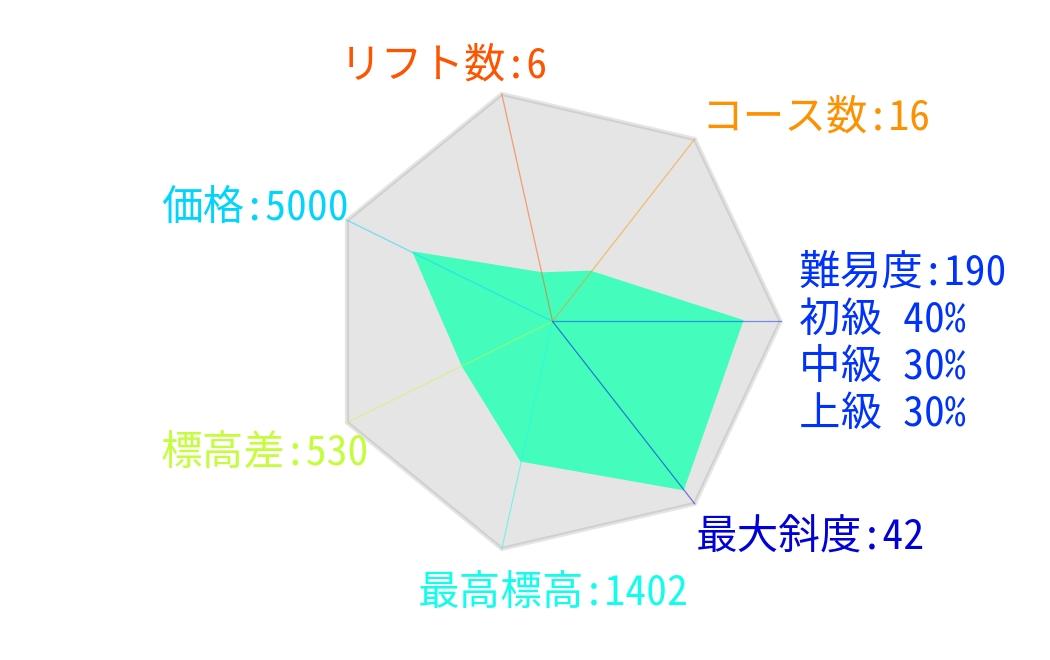 リフト数:6
コース数:16
価格:5000
難易度:190
初級 40%
中級 30%
上級 30%
標高差:530
最大斜度:42
最高標高:1402